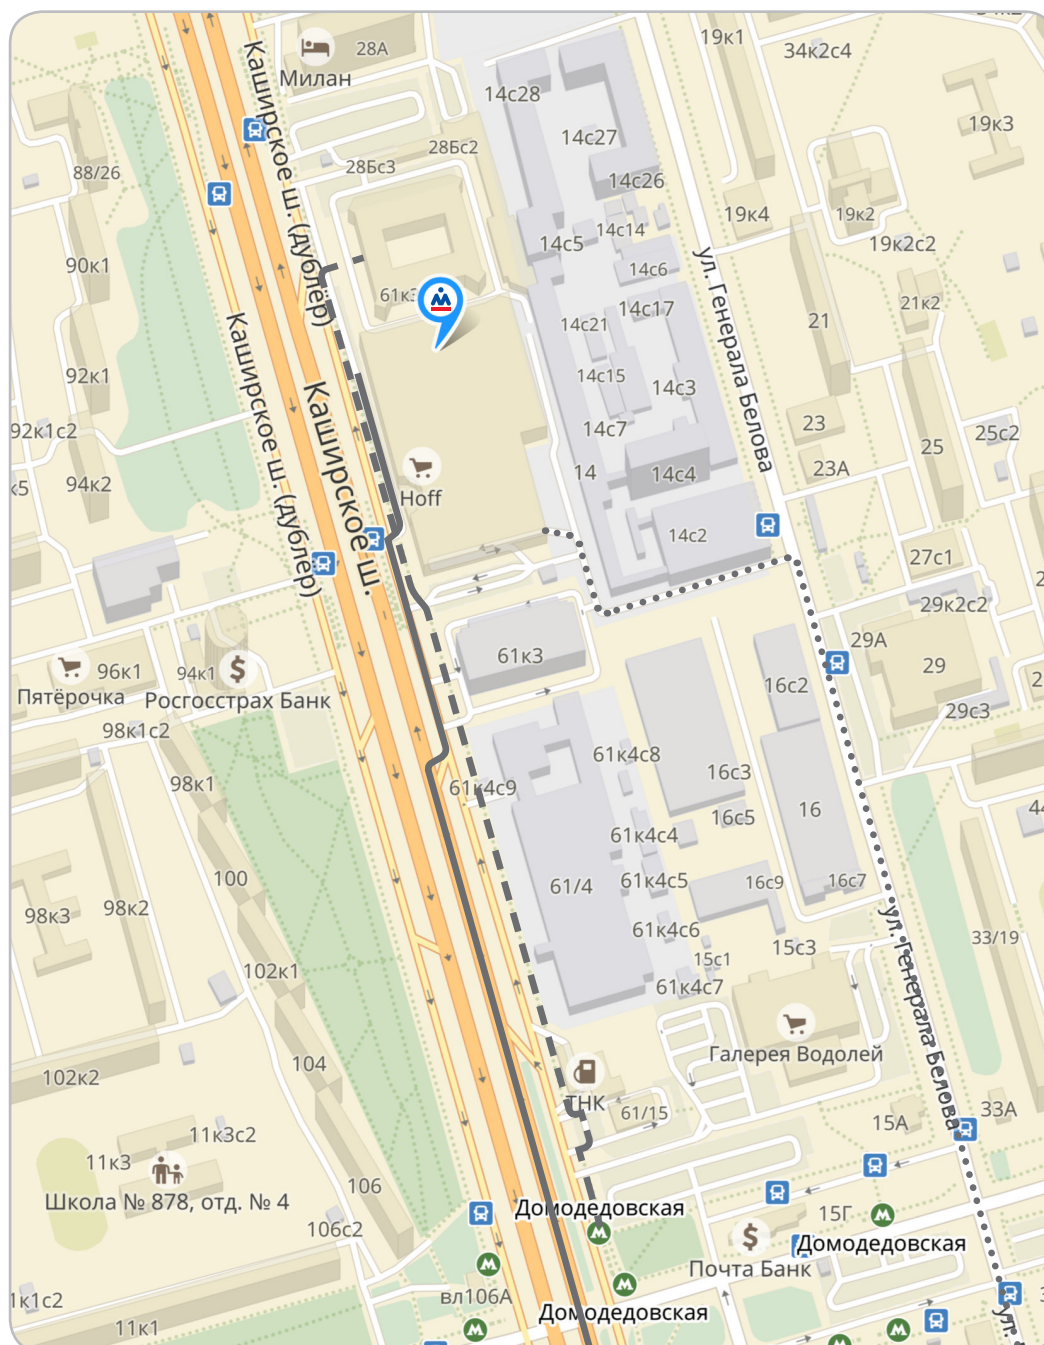 34к2
28А
19к1
34к2с4
Милан
14с28
Каширское ш. (дублёр)
14с27
19к3
28Бс3
28Бс2
88/26
14с26
19к4
19к2
14с14
14с5
19к2с2
90к1
14с6
ул. Генерала Белова
61к3
21к2
14с17
21
14с21
92к1
14с15
14с3
Каширское ш. (дублёр)
Каширское ш.
23
14с7
92к1с2
25с2
25
23А
14
14с4
94к2
к5
Hoff
14с2
27с1
29к2с2
29А
61к3
29
96к1
94к1
16с2
Пятёрочка
Росгосстрах Банк
29с3
98к1с2
61к4с8
16с3
98к1
61к4с9
16
16с5
61к4с4
100
61/4
61к4с5
16с9
16с7
98к3
98к2
61к4с6
15с3
33/19
15с1
102к1
61к4с7
ул. Генерала Белова
Галерея Водолей
104
102к2
ТНК
61/15
33А
15А
11к3с2
11к3
Школа № 878, отд. № 4
106
Домодедовская
15Г
106с2
Домодедовская
Почта Банк
вл106А
Домодедовская
1к1с2
11к1
ул.